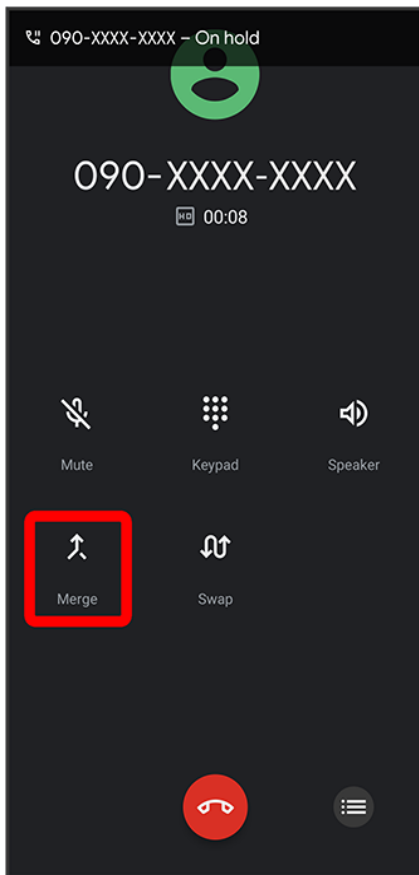 090-XXXX-XXXX – On hold
090-XXXX-XXXX
HD 00:08
Mute Keypad Speaker
Merge Swap